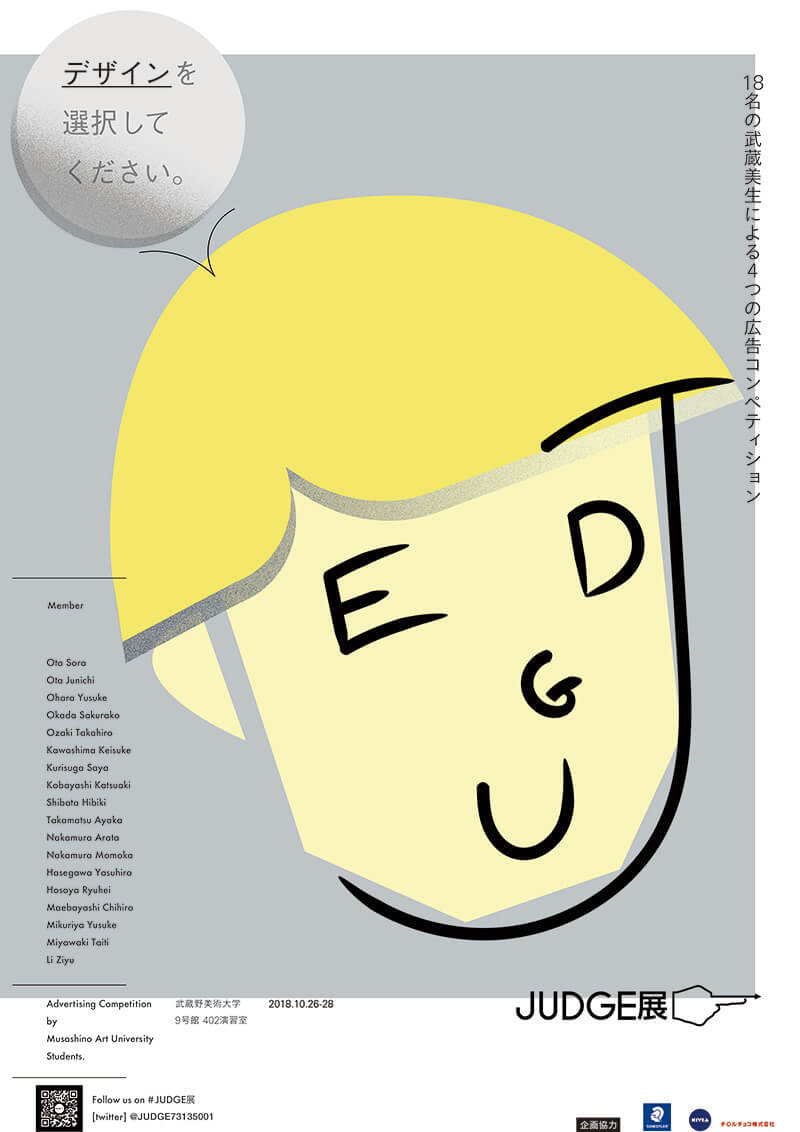 デザインを
選択して
ください。
18名の武蔵美生による4つの広告コンペティション
J
E
D
G
U
Member
Ota Sora
Ota Junichi
Ohara Yusuke
Okada Sakurako
Ozaki Takahiro
Kawashima Keisuke
Kurisuga Saya
Kobayashi Katsuaki
Shibata Hibiki
Takamatsu Ayaka
Nakamura Arata
Nakamura Momoka
Hasegawa Yasuhiro
Hosoya Ryuhei
Maebayashi Chihiro
Mikuriya Yusuke
Miyawaki Taiti
Li Ziyu
Advertising Competition
by
Musashino Art University
Students.
武蔵野美術大学
9号館 402演習室
2018.10.26-28
JUDGE展
Follow us on #JUDGE展
[twitter] @JUDGE73135001
企画協力
STAEDTLER
NIVEA
チロルチョコ株式会社